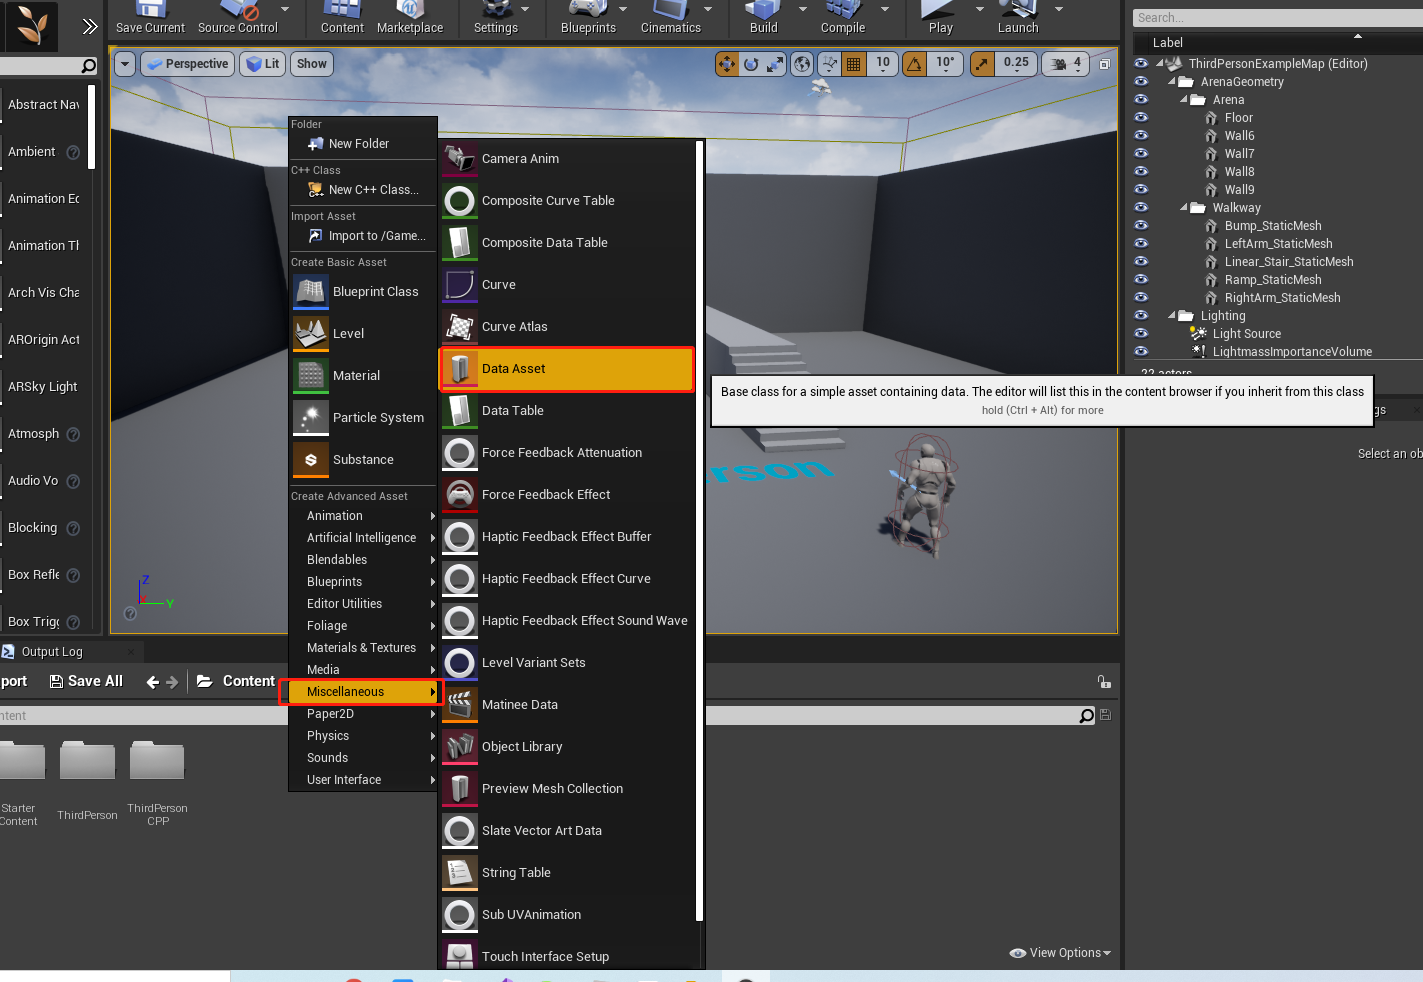 Save Current
Source Control
Content
Marketplace
Settings
Blueprints
Cinematics
Build
Compile
Play
Launch
Perspective
Lit
Show
10
10°
0.25
4
Abstract Nav
Ambient
Animation Ec
Animation Tl
Arch Vis Cha
AROrigin Act
ARSky Light
Atmosph
Audio Vo
Blocking
Box Refle
Box Trigg
Z
X
Y
erson
Folder
New Folder
C++ Class
New C++ Class...
Import Asset
Import to /Game...
Create Basic Asset
Blueprint Class
Level
Material
Particle System
Substance
Create Advanced Asset
Animation
Artificial Intelligence
Blendables
Blueprints
Editor Utilities
Foliage
Materials & Textures
Media
Miscellaneous
Paper2D
Physics
Sounds
User Interface
Camera Anim
Composite Curve Table
Composite Data Table
Curve
Curve Atlas
Data Asset
Data Table
Force Feedback Attenuation
Force Feedback Effect
Haptic Feedback Effect Buffer
Haptic Feedback Effect Curve
Haptic Feedback Effect Sound Wave
Level Variant Sets
Matinee Data
Object Library
Preview Mesh Collection
Slate Vector Art Data
String Table
Sub UVAnimation
Touch Interface Setup
Base class for a simple asset containing data. The editor will list this in the content browser if you inherit from this class
hold (Ctrl + Alt) for more
Search...
Label
ThirdPersonExampleMap (Editor)
ArenaGeometry
Arena
Floor
Wall6
Wall7
Wall8
Wall9
Walkway
Bump_StaticMesh
LeftArm_StaticMesh
Linear_Stair_StaticMesh
Ramp_StaticMesh
RightArm_StaticMesh
Lighting
Light Source
LightmassImportanceVolume
22 actors
gs
Select an ob
Output Log
port
Save All
Content
ntent
Starter Content
ThirdPerson
ThirdPerson CPP
View Options